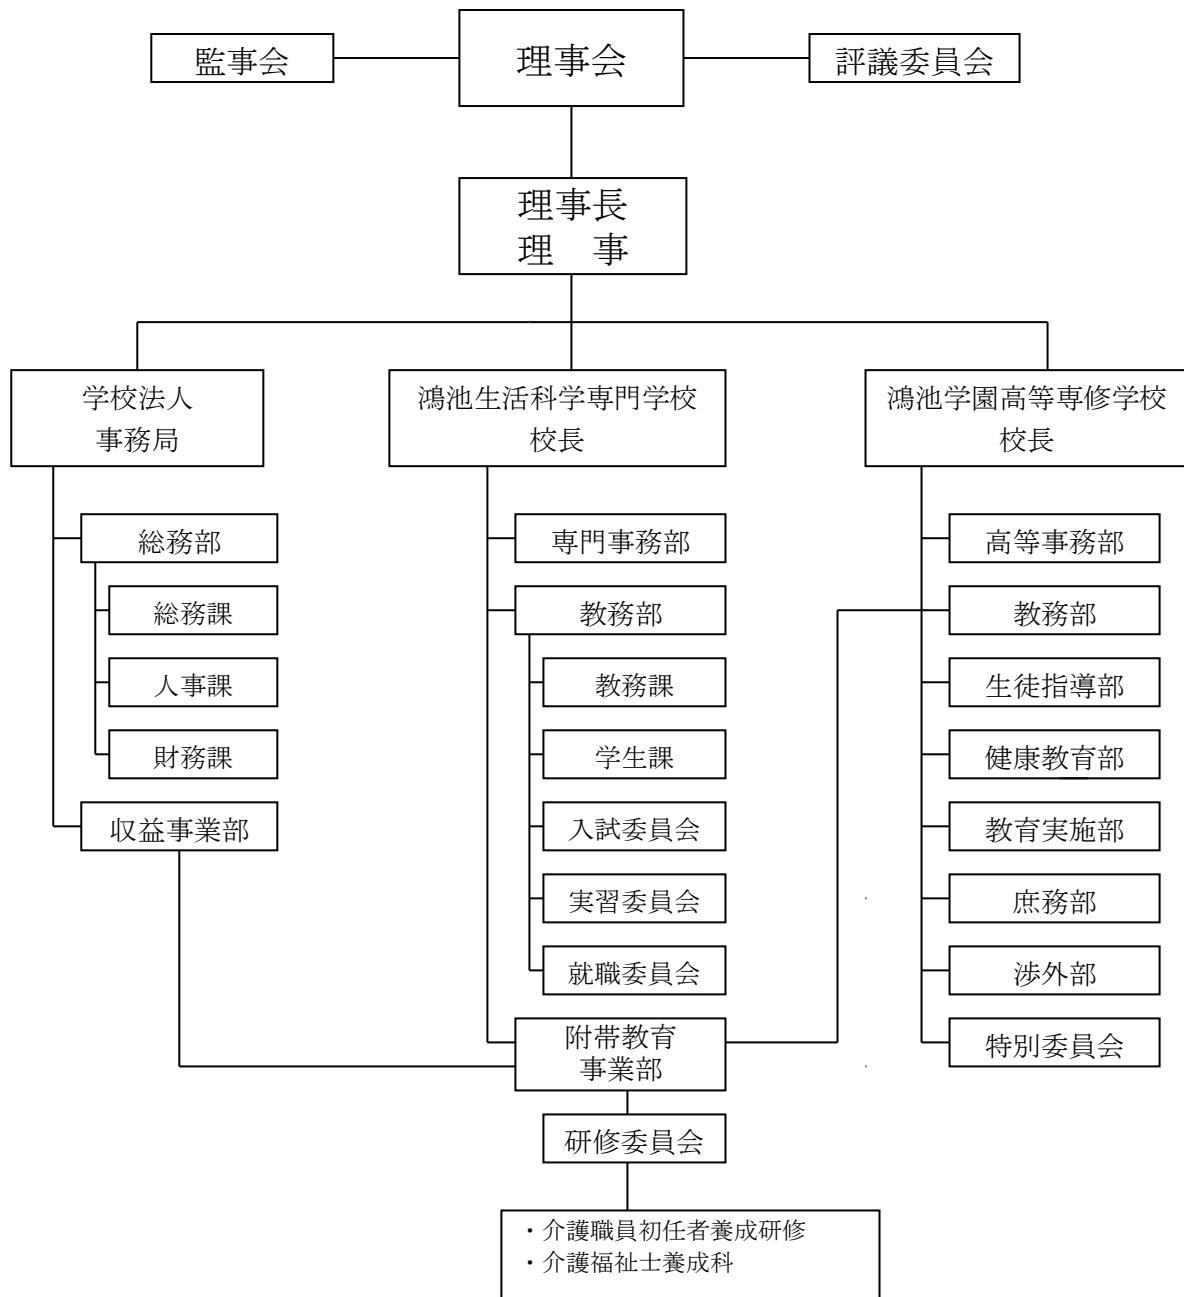 監事会
理事会
評議委員会
理事長
理　事
学校法人
事務局
鴻池生活科学専門学校
校長
鴻池学園高等専修学校
校長
総務部
総務課
人事課
財務課
収益事業部
専門事務部
教務部
教務課
学生課
入試委員会
実習委員会
就職委員会
附帯教育
事業部
研修委員会
・介護職員初任者養成研修
・介護福祉士養成科
高等事務部
教務部
生徒指導部
健康教育部
教育実施部
庶務部
渉外部
特別委員会